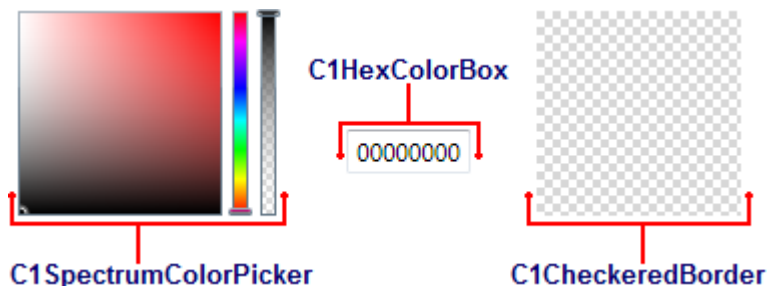 C1HexColorBox
00000000
C1SpectrumColorPicker
C1CheckeredBorder